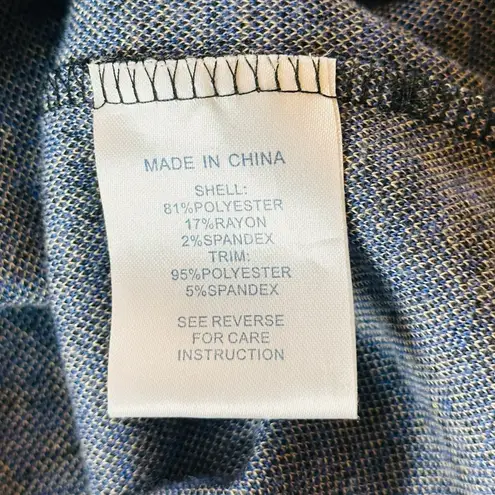 MADE IN CHINA
SHELL:
81%POLYESTER
17%RAYON
2%SPANDEX
TRIM:
95%POLYESTER
5%SPANDEX
SEE REVERSE
FOR CARE
INSTRUCTION